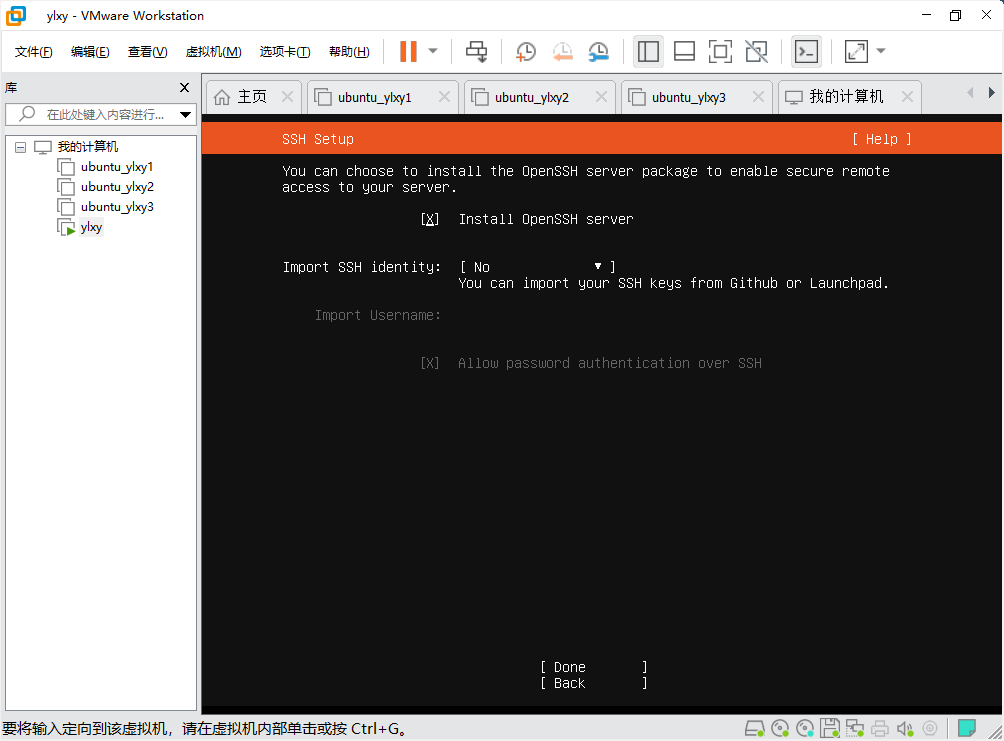 ylxy - VMware Workstation
文件(F) 编辑(E) 查看(V) 虚拟机(M) 选项卡(T) 帮助(H)
库
在此处键入内容进行...
我的计算机
ubuntu_ylxy1
ubuntu_ylxy2
ubuntu_ylxy3
ylxy
主页 ubuntu_ylxy1 ubuntu_ylxy2 ubuntu_ylxy3 我的计算机
SSH Setup [ Help ]
You can choose to install the OpenSSH server package to enable secure remote
access to your server.
[X] Install OpenSSH server
Import SSH identity: [ No ▼ ]
You can import your SSH keys from Github or Launchpad.
Import Username:
[X] Allow password authentication over SSH
[ Done ]
[ Back ]
要将输入定向到该虚拟机，请在虚拟机内部单击或按 Ctrl+G。